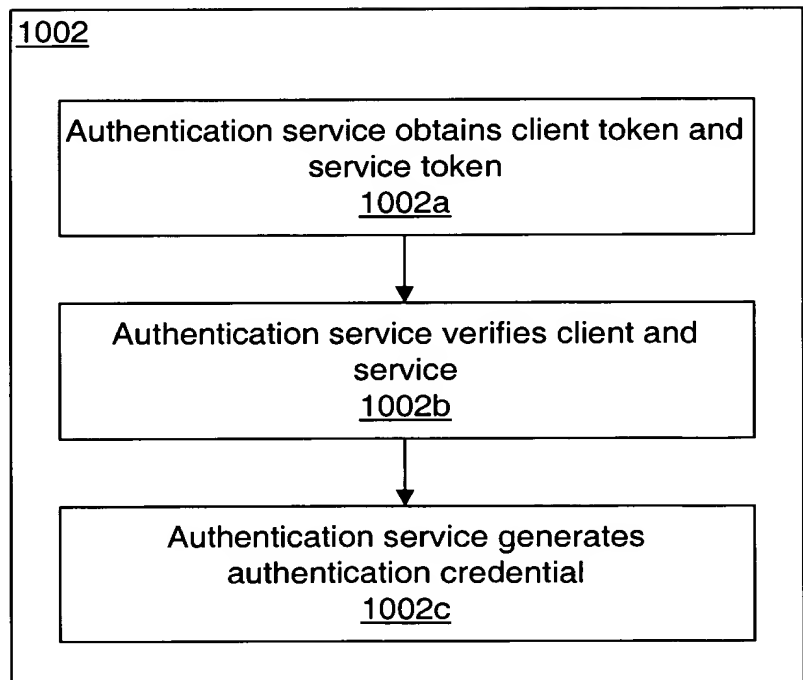 1002
Authentication service obtains client token and
service token
1002a
Authentication service verifies client and
service
1002b
Authentication service generates
authentication credential
1002c